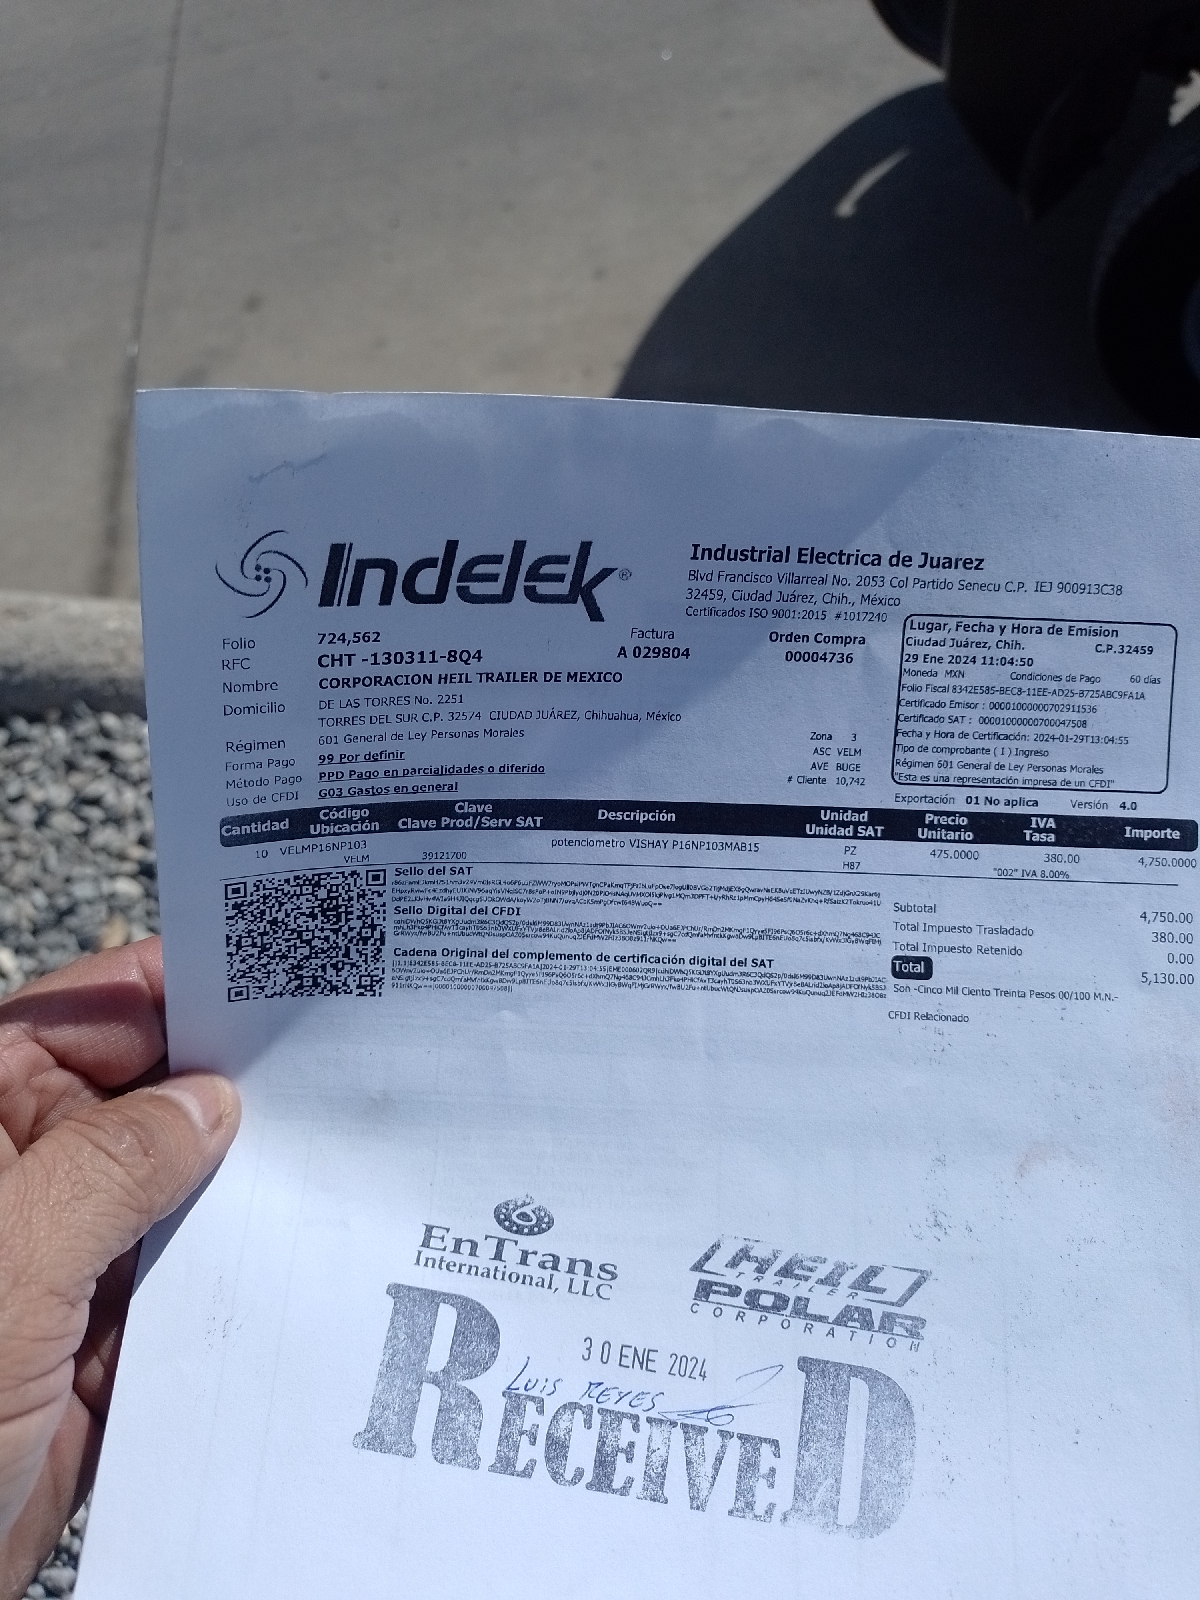 Indelek®
Industrial Electrica de Juarez
Blvd Francisco Villarreal No. 2053 Col Partido Senecu C.P. IEJ 900913C38
32459, Ciudad Juárez, Chih., México
Certificados ISO 9001:2015 #1017240
Folio 724,562
Factura
A 029804
Orden Compra
00004736
RFC CHT -130311-8Q4
Nombre CORPORACION HEIL TRAILER DE MEXICO
Domicilio DE LAS TORRES No. 2251
TORRES DEL SUR C.P. 32574 CIUDAD JUÁREZ, Chihuahua, México
Régimen 601 General de Ley Personas Morales
Forma Pago 99 Por definir
Método Pago PPD Pago en parcialidades o diferido
Uso de CFDI G03 Gastos en general
Zona 3
ASC VELM
AVE BUGE
# Cliente 10,742
Lugar, Fecha y Hora de Emision
Ciudad Juárez, Chih. C.P.32459
29 Ene 2024 11:04:50
Moneda MXN Condiciones de Pago 60 días
Folio Fiscal 8342E585-BEC8-11EE-AD25-B725ABC9FA1A
Certificado Emisor : 00001000000702911536
Certificado SAT : 00001000000700047508
Fecha y Hora de Certificación: 2024-01-29T13:04:55
Tipo de comprobante ( I ) Ingreso
Régimen 601 General de Ley Personas Morales
"Esta es una representación impresa de un CFDI"
Exportación 01 No aplica Versión 4.0
Cantidad Código Ubicación Clave Clave Prod/Serv SAT Descripción Unidad Unidad SAT Precio Unitario IVA Tasa Importe
10 VELMP16NP103 potenciometro VISHAY P16NP103MAB15 PZ 475.0000 380.00 4,750.0000
VELM 39121700 H87 "002" IVA 8.00%
Sello del SAT
Sello Digital del CFDI
Cadena Original del complemento de certificación digital del SAT
Subtotal 4,750.00
Total Impuesto Trasladado 380.00
Total Impuesto Retenido 0.00
Total 5,130.00
Son -Cinco Mil Ciento Treinta Pesos 00/100 M.N.-
CFDI Relacionado
EnTrans
International, LLC
HEIL
TRAILER
POLAR
CORPORATION
30 ENE 2024
LUIS REYES
RECEIVED